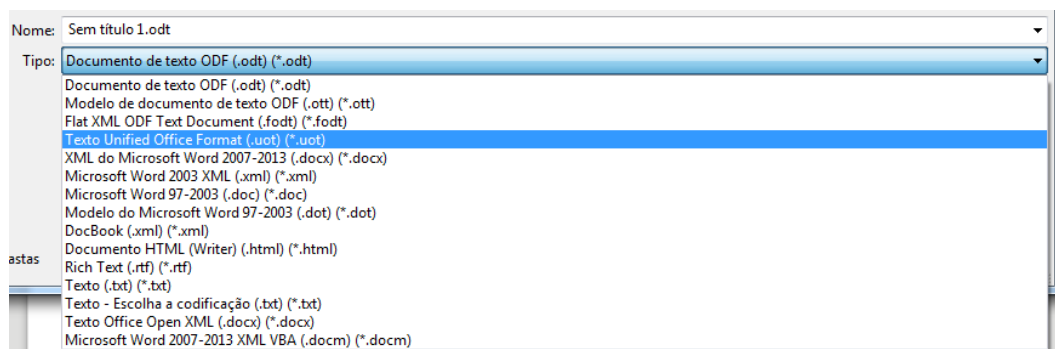 Nome: Sem título 1.odt
Tipo: Documento de texto ODF (.odt) (*.odt)
Documento de texto ODF (.odt) (*.odt)
Modelo de documento de texto ODF (.ott) (*.ott)
Flat XML ODF Text Document (.fodt) (*.fodt)
Texto Unified Office Format (.uot) (*.uot)
XML do Microsoft Word 2007-2013 (.docx) (*.docx)
Microsoft Word 2003 XML (.xml) (*.xml)
Microsoft Word 97-2003 (.doc) (*.doc)
Modelo do Microsoft Word 97-2003 (.dot) (*.dot)
DocBook (.xml) (*.xml)
Documento HTML (Writer) (.html) (*.html)
astas
Rich Text (.rtf) (*.rtf)
Texto (.txt) (*.txt)
Texto - Escolha a codificação (.txt) (*.txt)
Texto Office Open XML (.docx) (*.docx)
Microsoft Word 2007-2013 XML VBA (.docm) (*.docm)